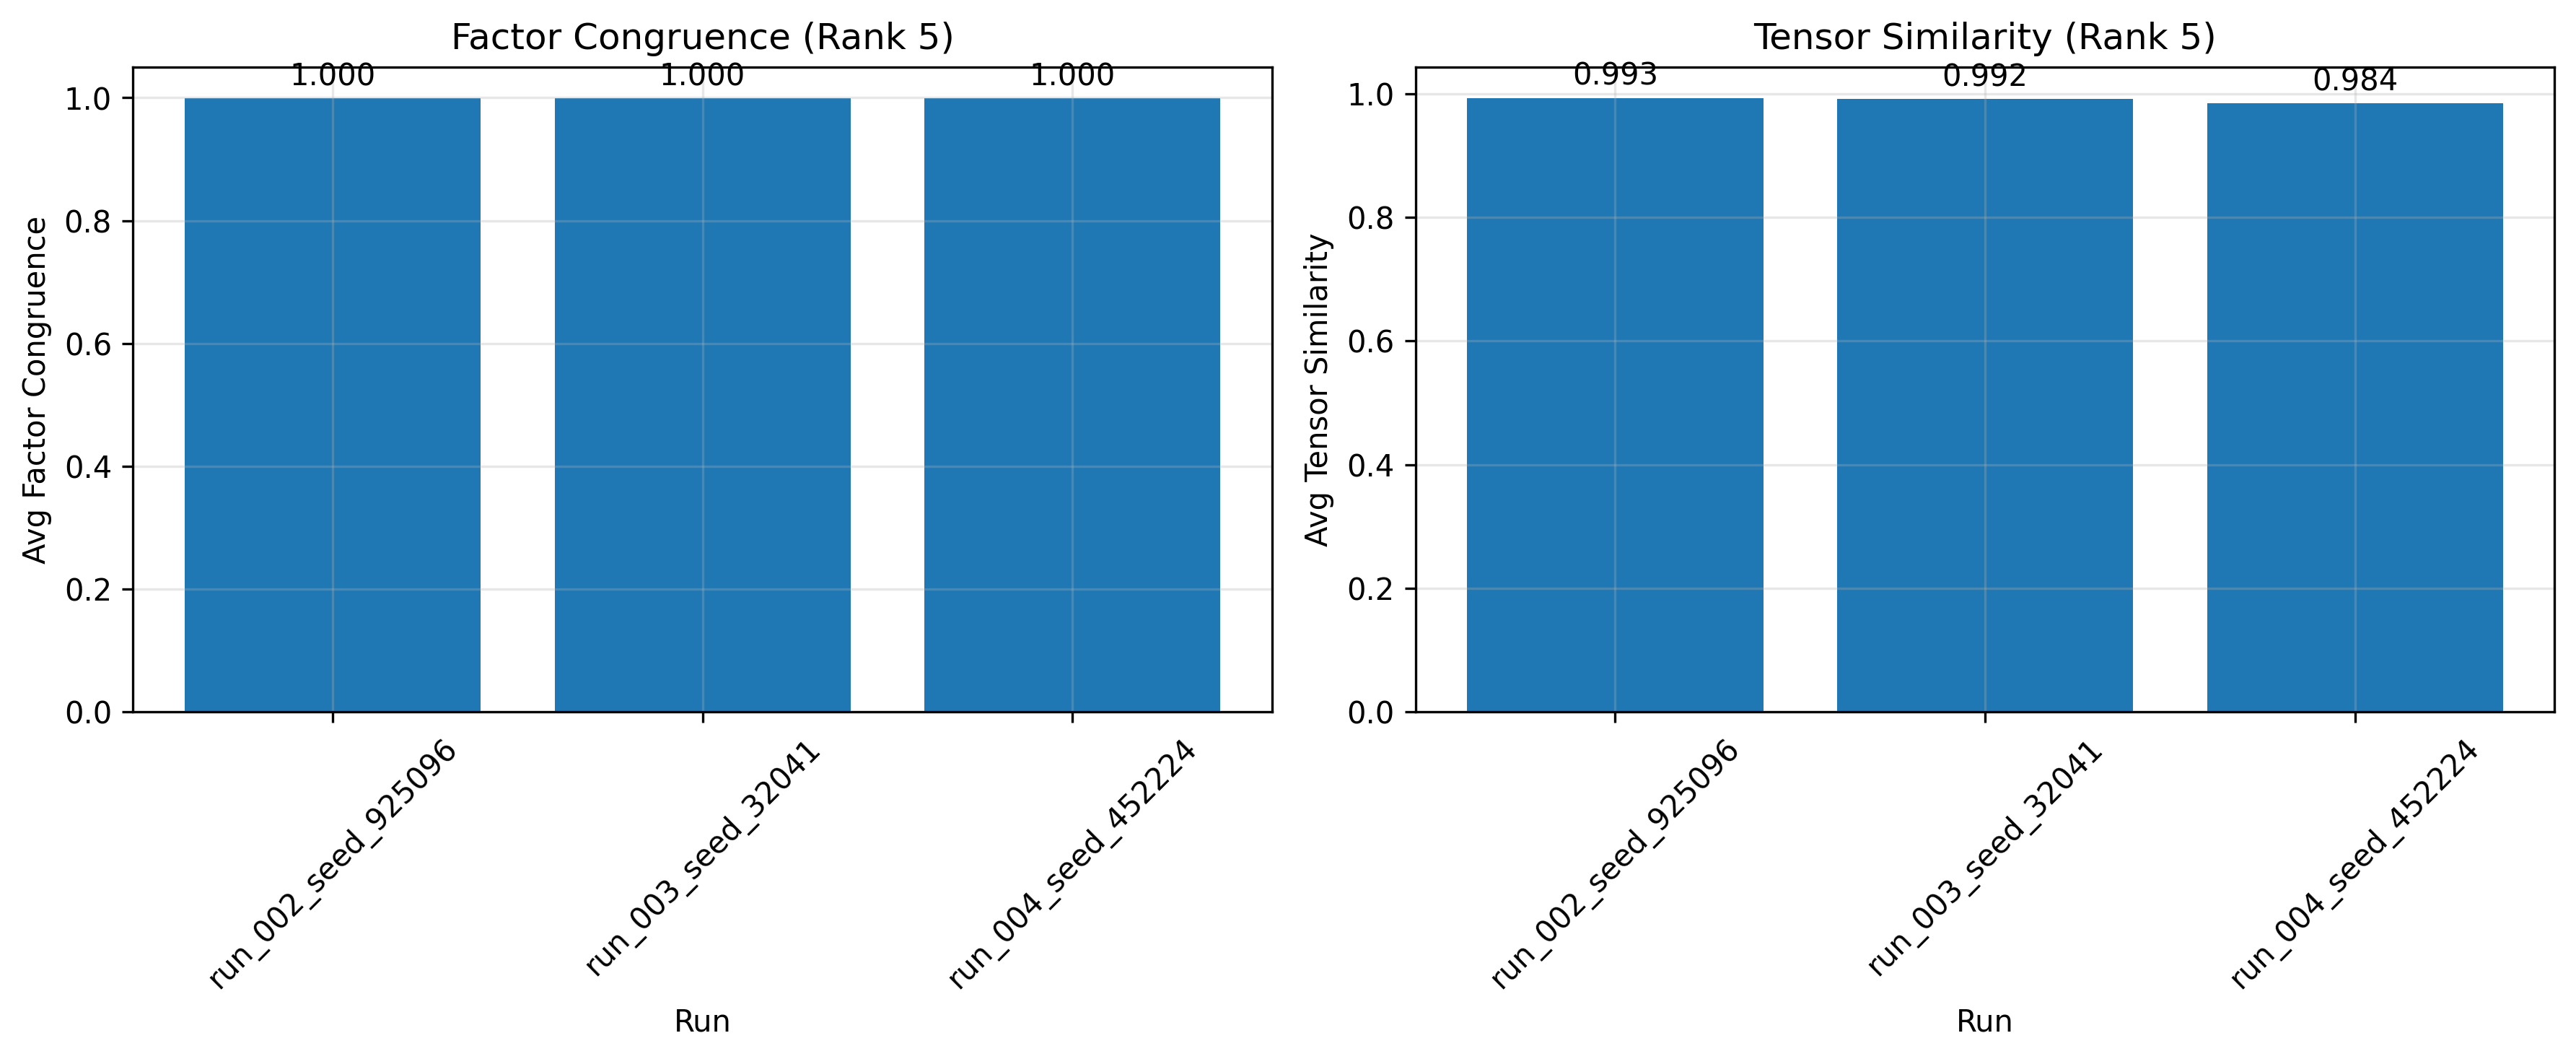 Factor Congruence (Rank 5)
1.000 1.000 1.000
Avg Factor Congruence
1.0
0.8
0.6
0.4
0.2
0.0
run_002_seed_925096
run_003_seed_32041
run_004_seed_452224
Run
Tensor Similarity (Rank 5)
0.993 0.992 0.984
Avg Tensor Similarity
1.0
0.8
0.6
0.4
0.2
0.0
run_002_seed_925096
run_003_seed_32041
run_004_seed_452224
Run